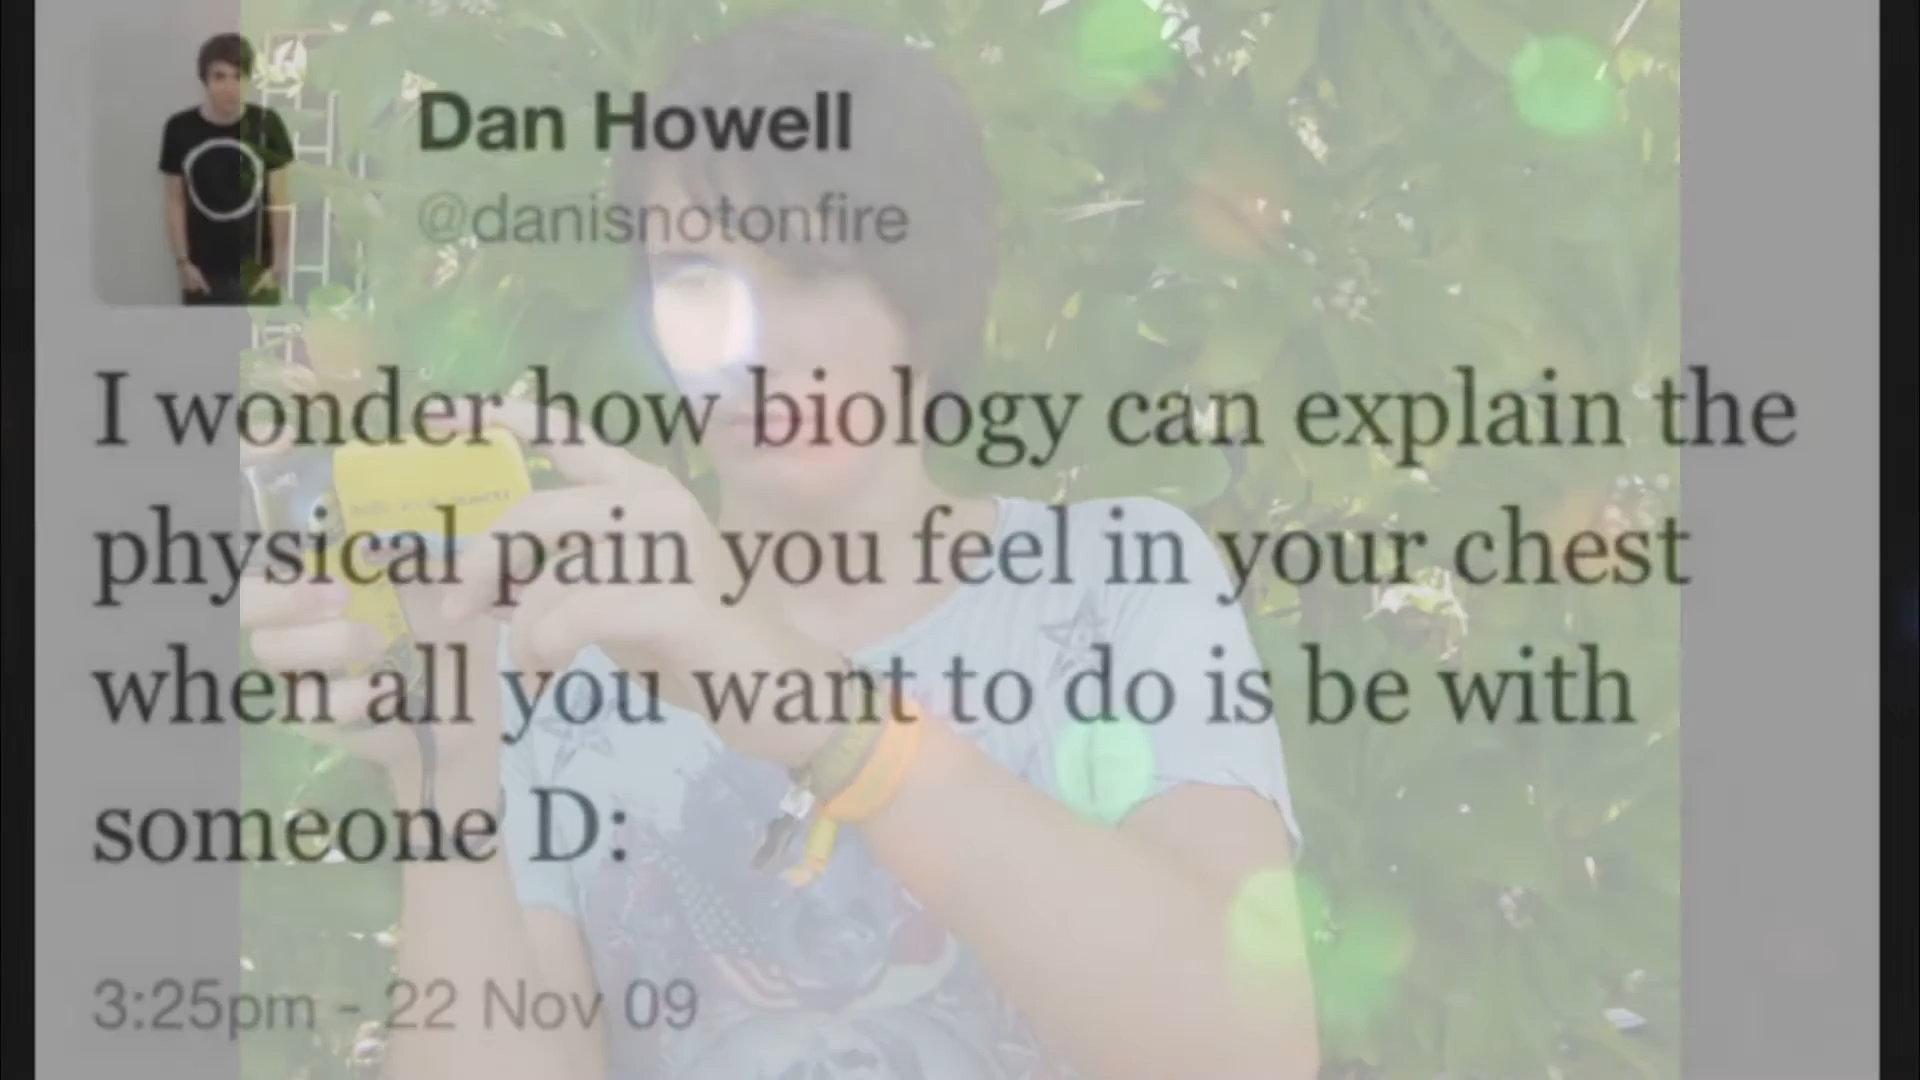 Dan Howell
@danisnotonfire
I wonder how biology can explain the
physical pain you feel in your chest
when all you want to do is be with
someone D:
3:25pm - 22 Nov 09